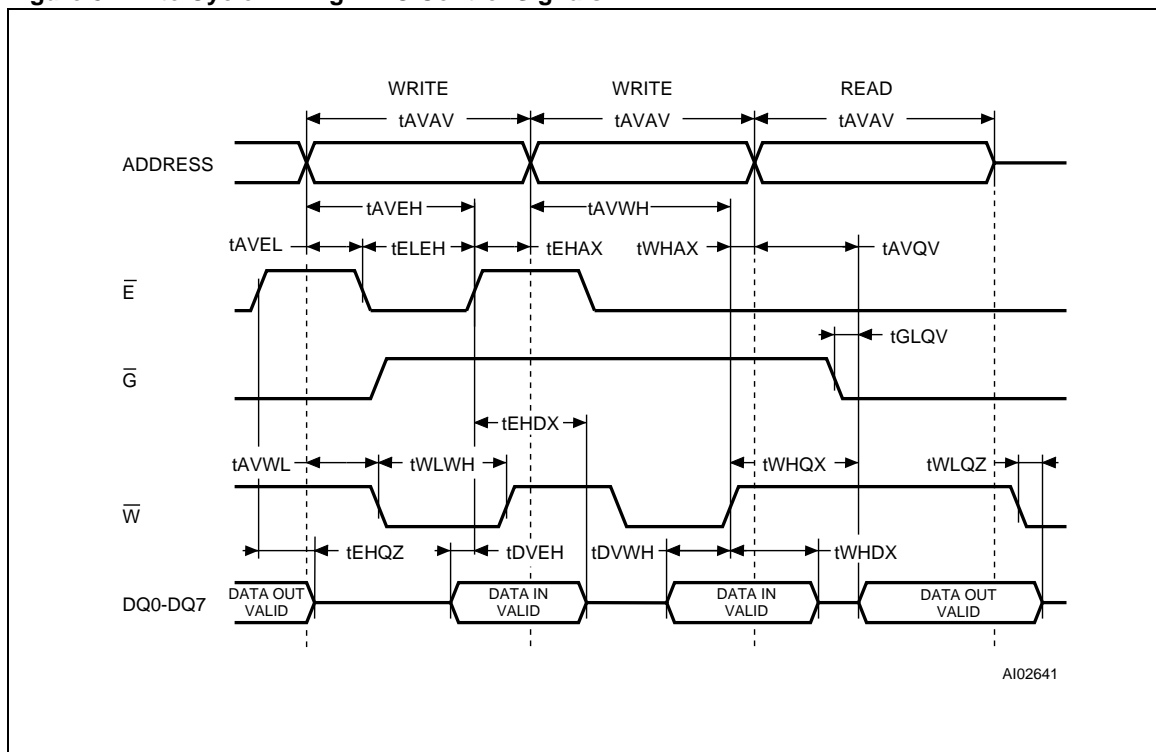 WRITE WRITE READ
tAVAV tAVAV tAVAV
ADDRESS
tAVEH tAVWH
tAVEL tELEH tEHAX tWHAX tAVQV
E
tGLQV
G
tEHDX
tAVWL tWLWH tWHQX tWLQZ
W
tEHQZ tDVEH tDVWH tWHDX
DQ0-DQ7
DATA OUT VALID
DATA IN VALID
DATA IN VALID
DATA OUT VALID
AI02641